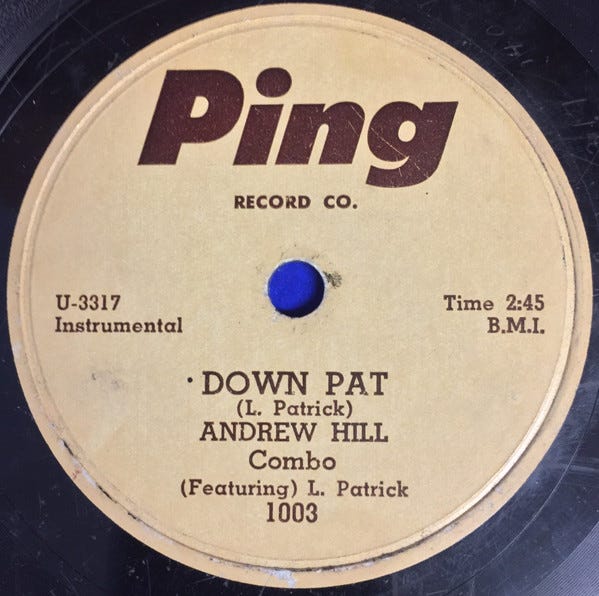 Ping
RECORD CO.
U-3317
Instrumental
Time 2:45
B.M.I.
DOWN PAT
(L. Patrick)
ANDREW HILL
Combo
(Featuring) L. Patrick
1003